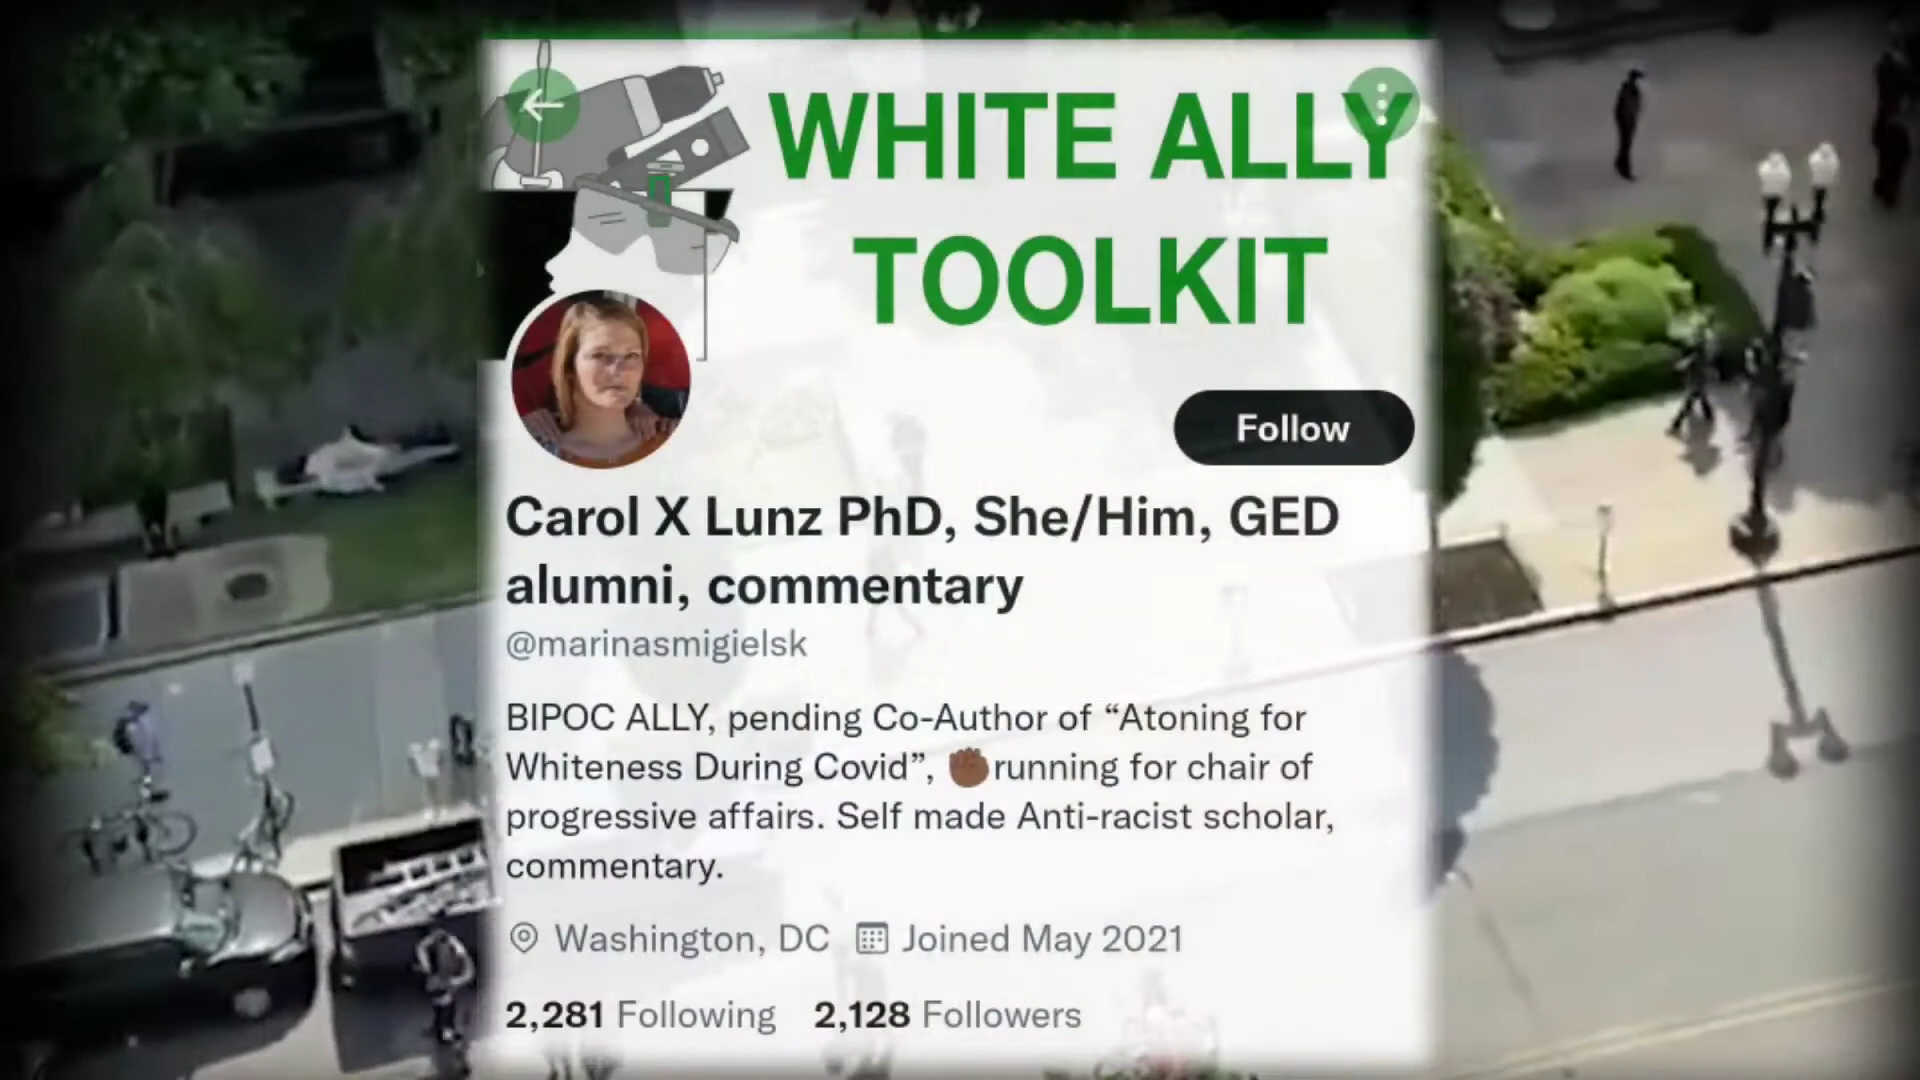 WHITE ALLY
TOOLKIT
Follow
Carol X Lunz PhD, She/Him, GED
alumni, commentary
@marinasmigielsk
BIPOC ALLY, pending Co-Author of “Atoning for
Whiteness During Covid”, ✊🏾running for chair of
progressive affairs. Self made Anti-racist scholar,
commentary.
Washington, DC Joined May 2021
2,281 Following 2,128 Followers